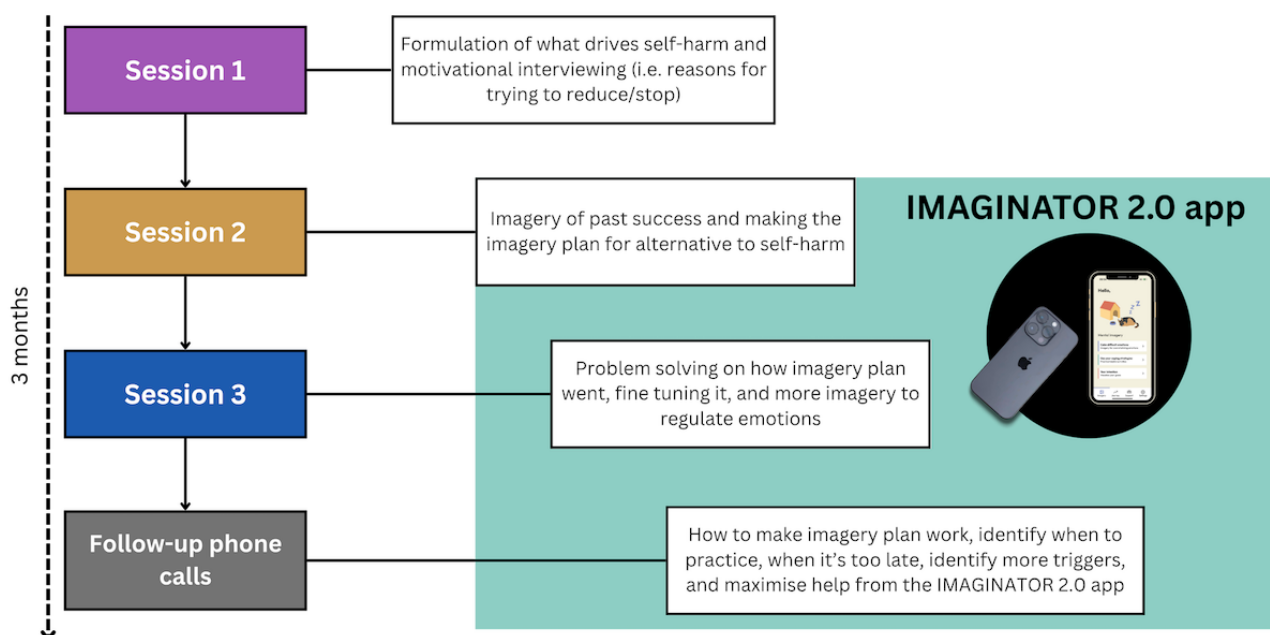 Session 1
Formulation of what drives self-harm and
motivational interviewing (i.e. reasons for
trying to reduce/stop)
IMAGINATOR 2.0 app
Session 2
Imagery of past success and making the
imagery plan for alternative to self-harm
Hello,
3 months
Session 3
Problem solving on how imagery plan
went, fine tuning it, and more imagery to
regulate emotions
Follow-up phone
calls
How to make imagery plan work, identify when to
practice, when it's too late, identify more triggers,
and maximise help from the IMAGINATOR 2.0 app